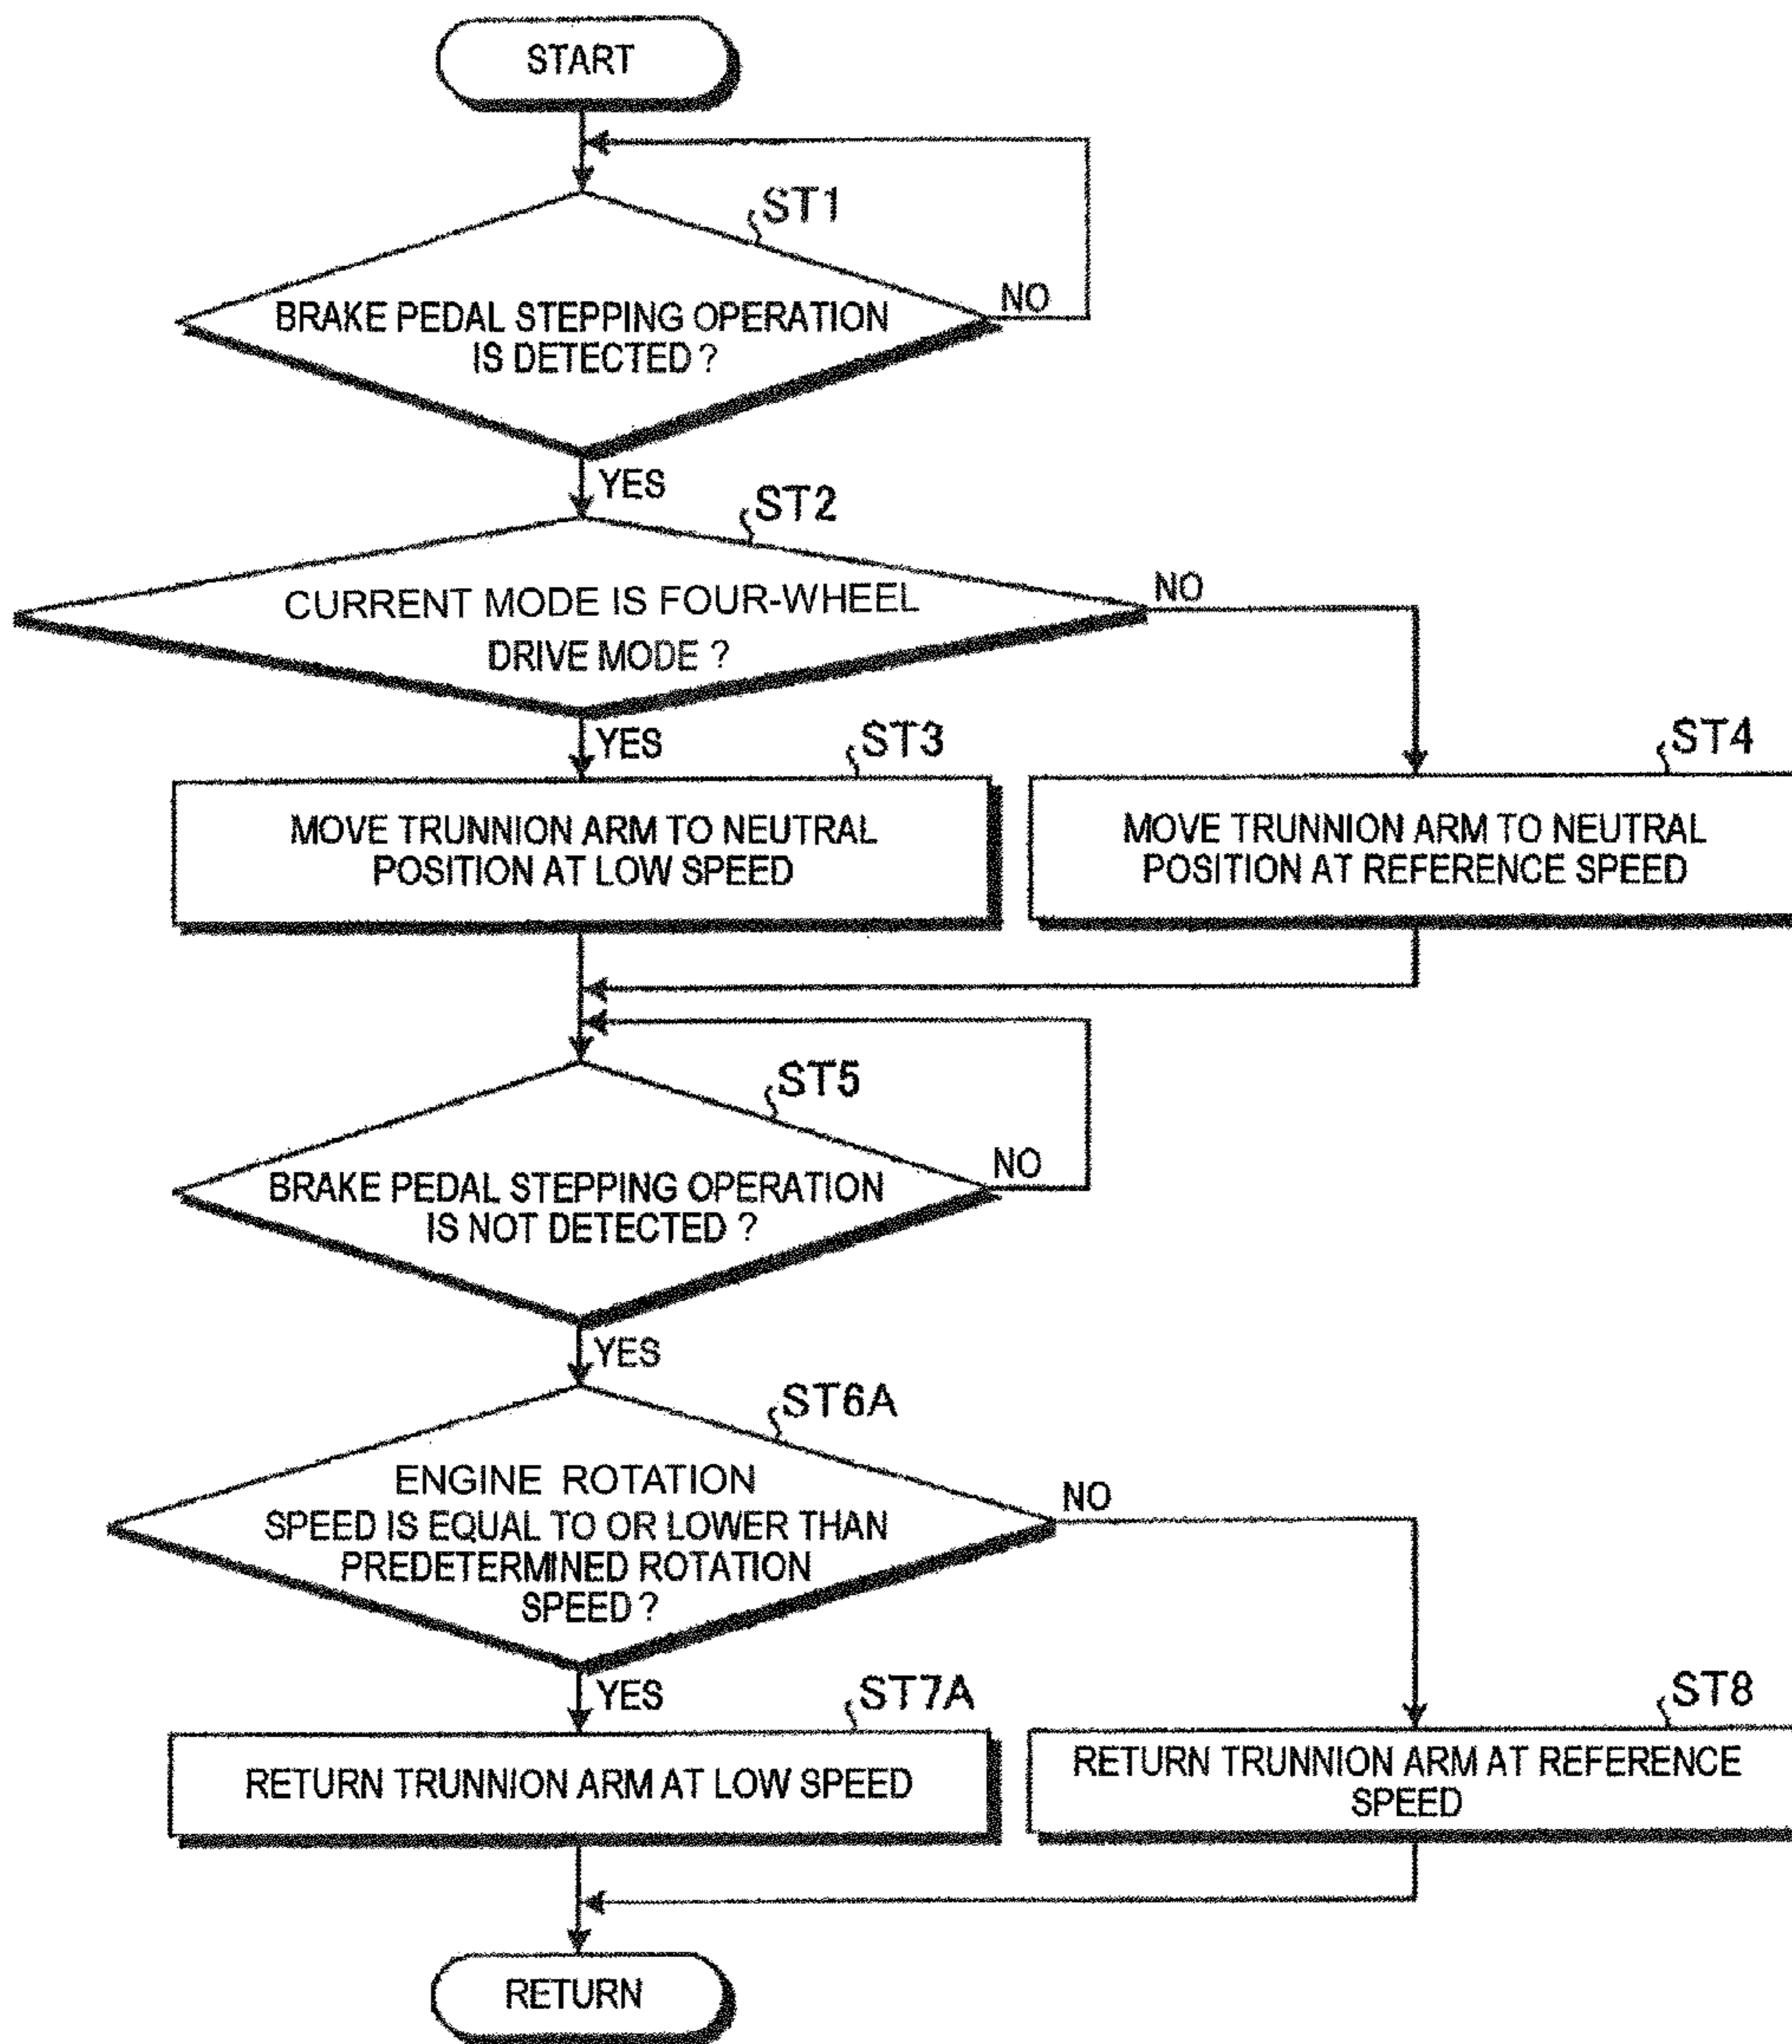 START
ST1
BRAKE PEDAL STEPPING OPERATION
IS DETECTED ?
NO
YES
ST2
CURRENT MODE IS FOUR-WHEEL
DRIVE MODE ?
NO
YES
ST3
MOVE TRUNNION ARM TO NEUTRAL
POSITION AT LOW SPEED
ST4
MOVE TRUNNION ARM TO NEUTRAL
POSITION AT REFERENCE SPEED
ST5
BRAKE PEDAL STEPPING OPERATION
IS NOT DETECTED ?
NO
YES
ST6A
ENGINE ROTATION
SPEED IS EQUAL TO OR LOWER THAN
PREDETERMINED ROTATION
SPEED ?
NO
YES
ST7A
RETURN TRUNNION ARM AT LOW SPEED
ST8
RETURN TRUNNION ARM AT REFERENCE
SPEED
RETURN